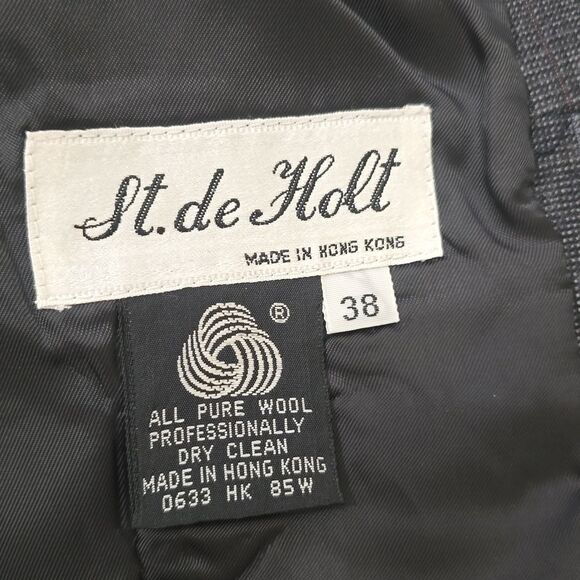 St. de Holt
MADE IN HONG KONG
38
®
ALL PURE WOOL
PROFESSIONALLY
DRY CLEAN
MADE IN HONG KONG
0633 HK 85W